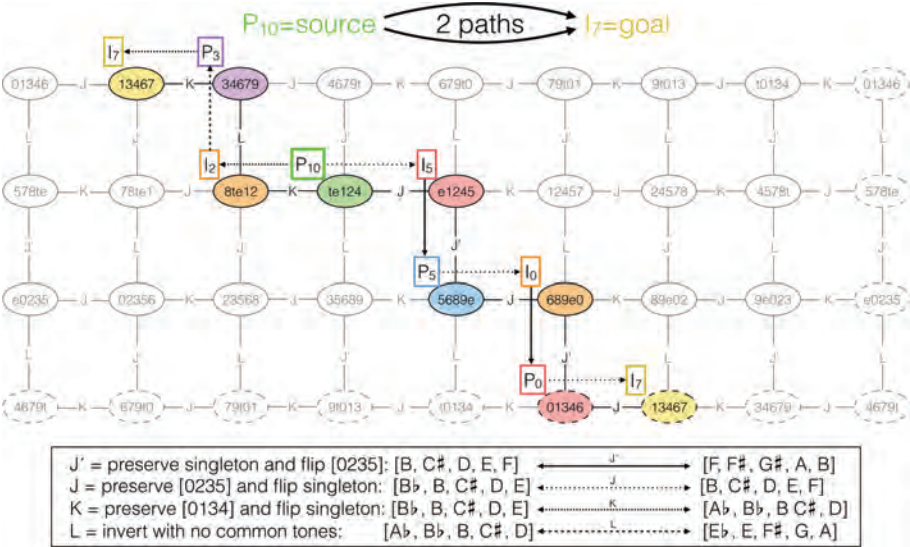 P10=source 2 paths I7=goal
I7 P3
01346 J 13467 K 34679 J 4679t K 679t0 J 79t01 K 9t013 J t0134 K 01346
L J' L J' L J' L J' L
I2 P10 I5
578te K 78te1 J 8te12 K te124 J e1245 K 12457 J 24578 K 4578t J 578te
J' L J' L J' L J' L J'
P5 I0
e0235 J 02356 K 23568 J 35689 K 5689e J 689e0 K 89e02 J 9e023 K e0235
L J' L J' L J' L J' L
P0 I7
4679t K 679t0 J 79t01 K 9t013 J t0134 K 01346 J 13467 K 34679 J 4679t
J´ = preserve singleton and flip [0235]: [B, C♯, D, E, F] J´ [F, F♯, G♯, A, B]
J = preserve [0235] and flip singleton: [B♭, B, C♯, D, E] J [B, C♯, D, E, F]
K = preserve [0134] and flip singleton: [B♭, B, C♯, D, E] K [A♭, B♭, B C♯, D]
L = invert with no common tones: [A♭, B♭, B, C♯, D] L [E♭, E, F♯, G, A]